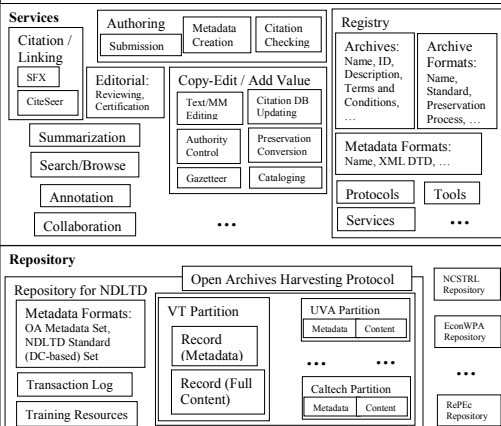 Services
Citation /
Linking
SFX
CiteSeer
Authoring
Submission
Metadata
Creation
Citation
Checking
Editorial:
Reviewing,
Certification
Copy-Edit / Add Value
Text/MM
Editing
Citation DB
Updating
Authority
Control
Preservation
Conversion
Gazetteer
Cataloging
Summarization
Search/Browse
Annotation
Collaboration
...
Registry
Archives:
Name, ID,
Description,
Terms and
Conditions,
…
Archive
Formats:
Name,
Standard,
Preservation
Process, …
Metadata Formats:
Name, XML DTD, …
Protocols
Tools
Services
...
Repository
Open Archives Harvesting Protocol
Repository for NDLTD
Metadata Formats:
OA Metadata Set,
NDLTD Standard
(DC-based) Set
Transaction Log
Training Resources
VT Partition
Record
(Metadata)
Record (Full
Content)
UVA Partition
Metadata
Content
... ...
Caltech Partition
Metadata
Content
NCSTRL
Repository
EconWPA
Repository
...
RePEc
Repository